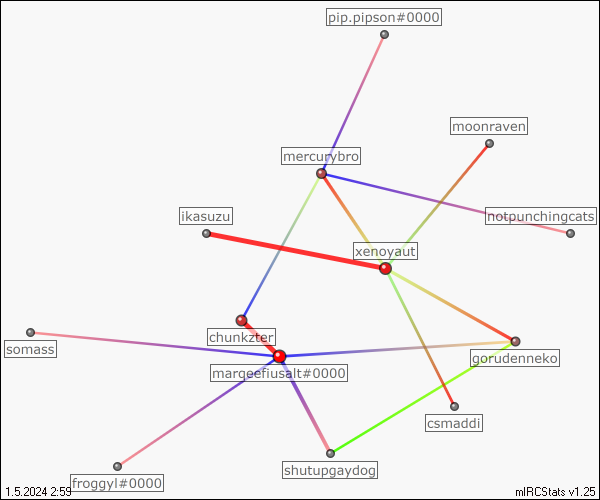 pip.pipson#0000
moonraven
mercurybro
ikasuzu
notpunchingcats
xenoyaut
chunkzter
somass
gorudenneko
marqeefiusalt#0000
csmaddi
shutupgaydog
froggyl#0000
1.5.2024 2:59
mIRCStats v1.25